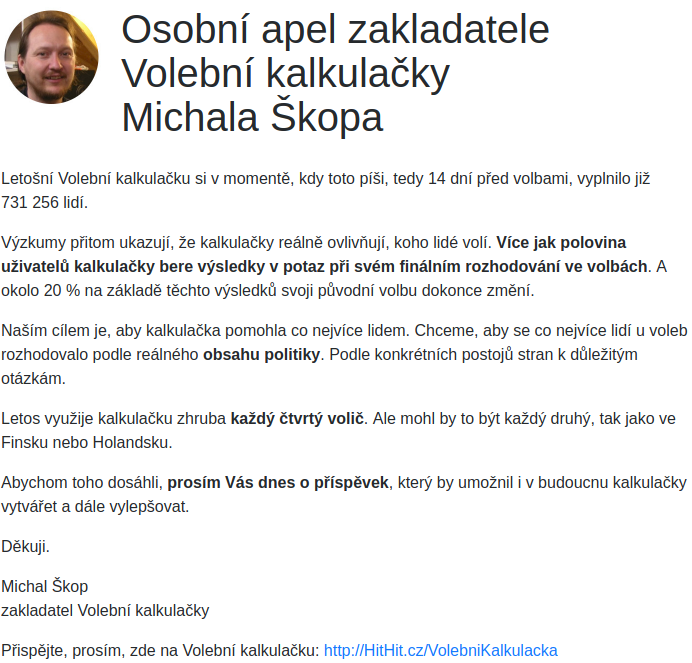 Osobní apel zakladatele
Volební kalkulačky
Michala Škopa
Letošní Volební kalkulačku si v momentě, kdy toto píši, tedy 14 dní před volbami, vyplnilo již
731 256 lidí.
Výzkumy přitom ukazují, že kalkulačky reálně ovlivňují, koho lidé volí. Více jak polovina
uživatelů kalkulačky bere výsledky v potaz při svém finálním rozhodování ve volbách. A
okolo 20 % na základě těchto výsledků svoji původní volbu dokonce změní.
Naším cílem je, aby kalkulačka pomohla co nejvíce lidem. Chceme, aby se co nejvíce lidí u voleb
rozhodovalo podle reálného obsahu politiky. Podle konkrétních postojů stran k důležitým
otázkám.
Letos využije kalkulačku zhruba každý čtvrtý volič. Ale mohl by to být každý druhý, tak jako ve
Finsku nebo Holandsku.
Abychom toho dosáhli, prosím Vás dnes o příspěvek, který by umožnil i v budoucnu kalkulačky
vytvářet a dále vylepšovat.
Děkuji.
Michal Škop
zakladatel Volební kalkulačky
Přispějte, prosím, zde na Volební kalkulačku: http://HitHit.cz/VolebniKalkulacka